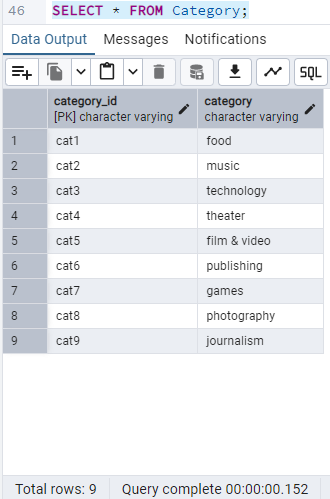 46 SELECT * FROM Category;
Data Output Messages Notifications
SQL
category_id category
[PK] character varying character varying
1 cat1 food
2 cat2 music
3 cat3 technology
4 cat4 theater
5 cat5 film & video
6 cat6 publishing
7 cat7 games
8 cat8 photography
9 cat9 journalism
Total rows: 9 Query complete 00:00:00.152